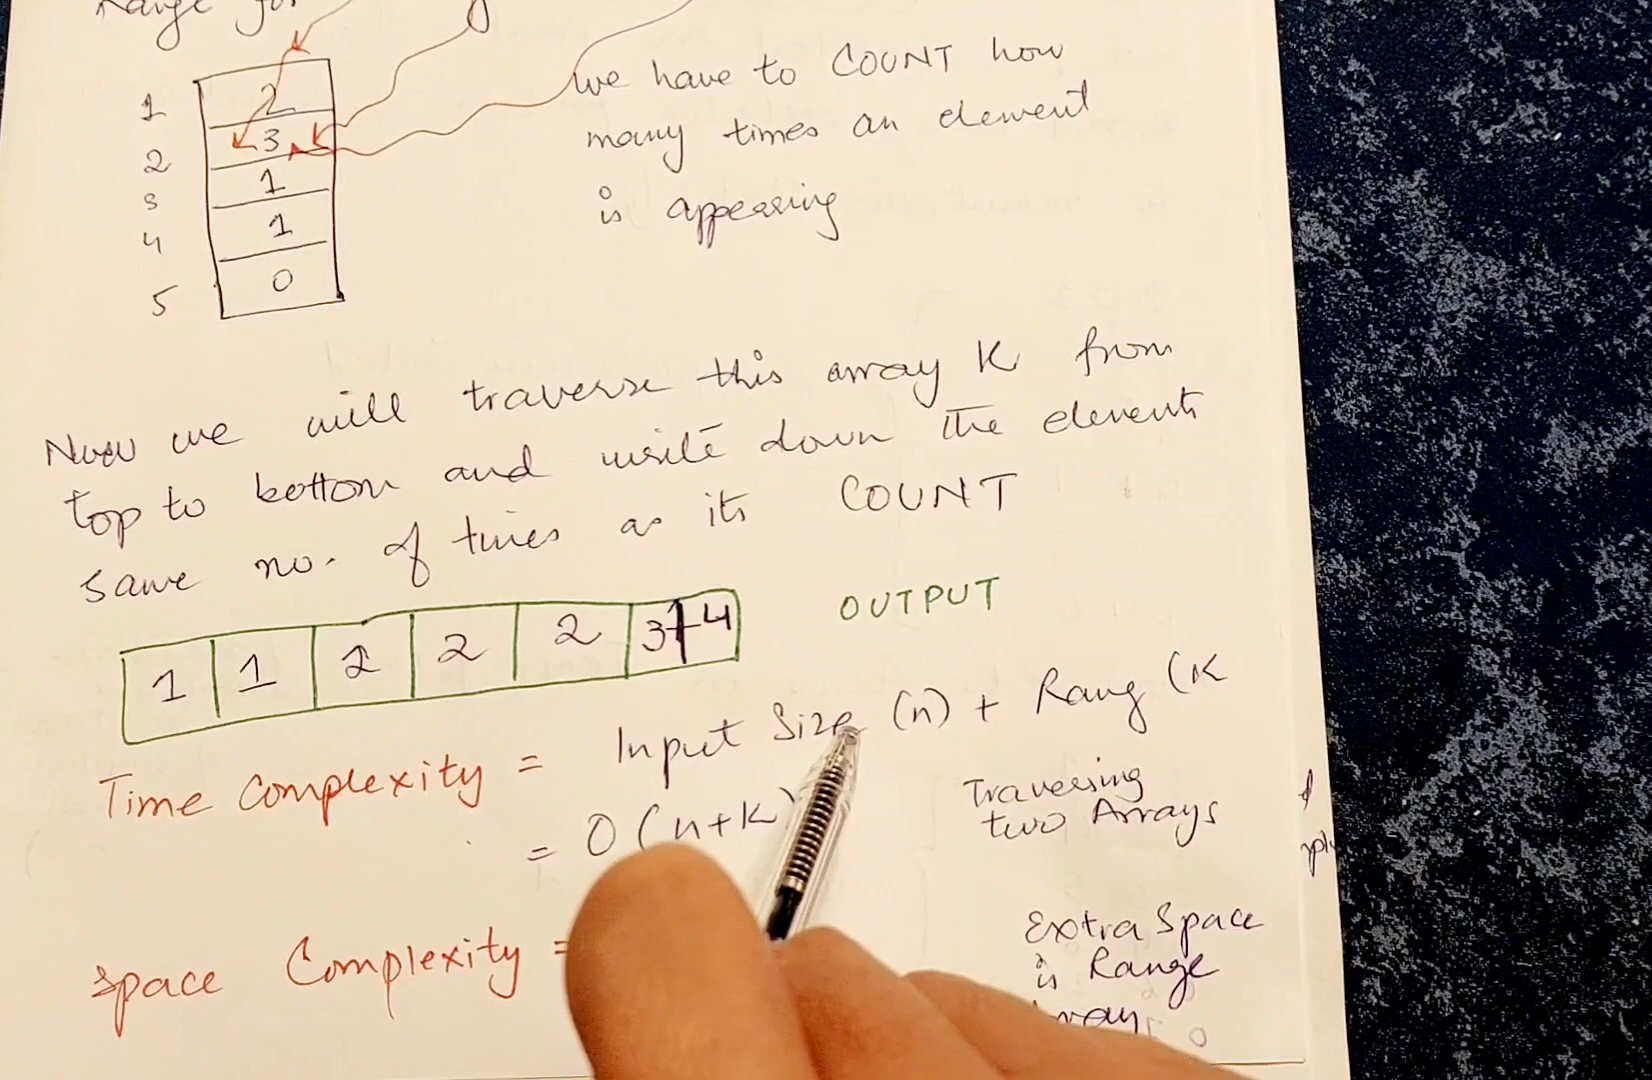 Range for
1 2
2 3
3 1
4 1
5 0
we have to COUNT how
many times an element
is appearing
Now we will traverse this array K from
top to bottom and write down the elements
same no. of times as its COUNT
1 1 2 2 2 3 4
OUTPUT
Time Complexity = Input Size (n) + Rang (K
= O(n+k)
Traversing
two Arrays
Space Complexity =
Extra Space
is Range